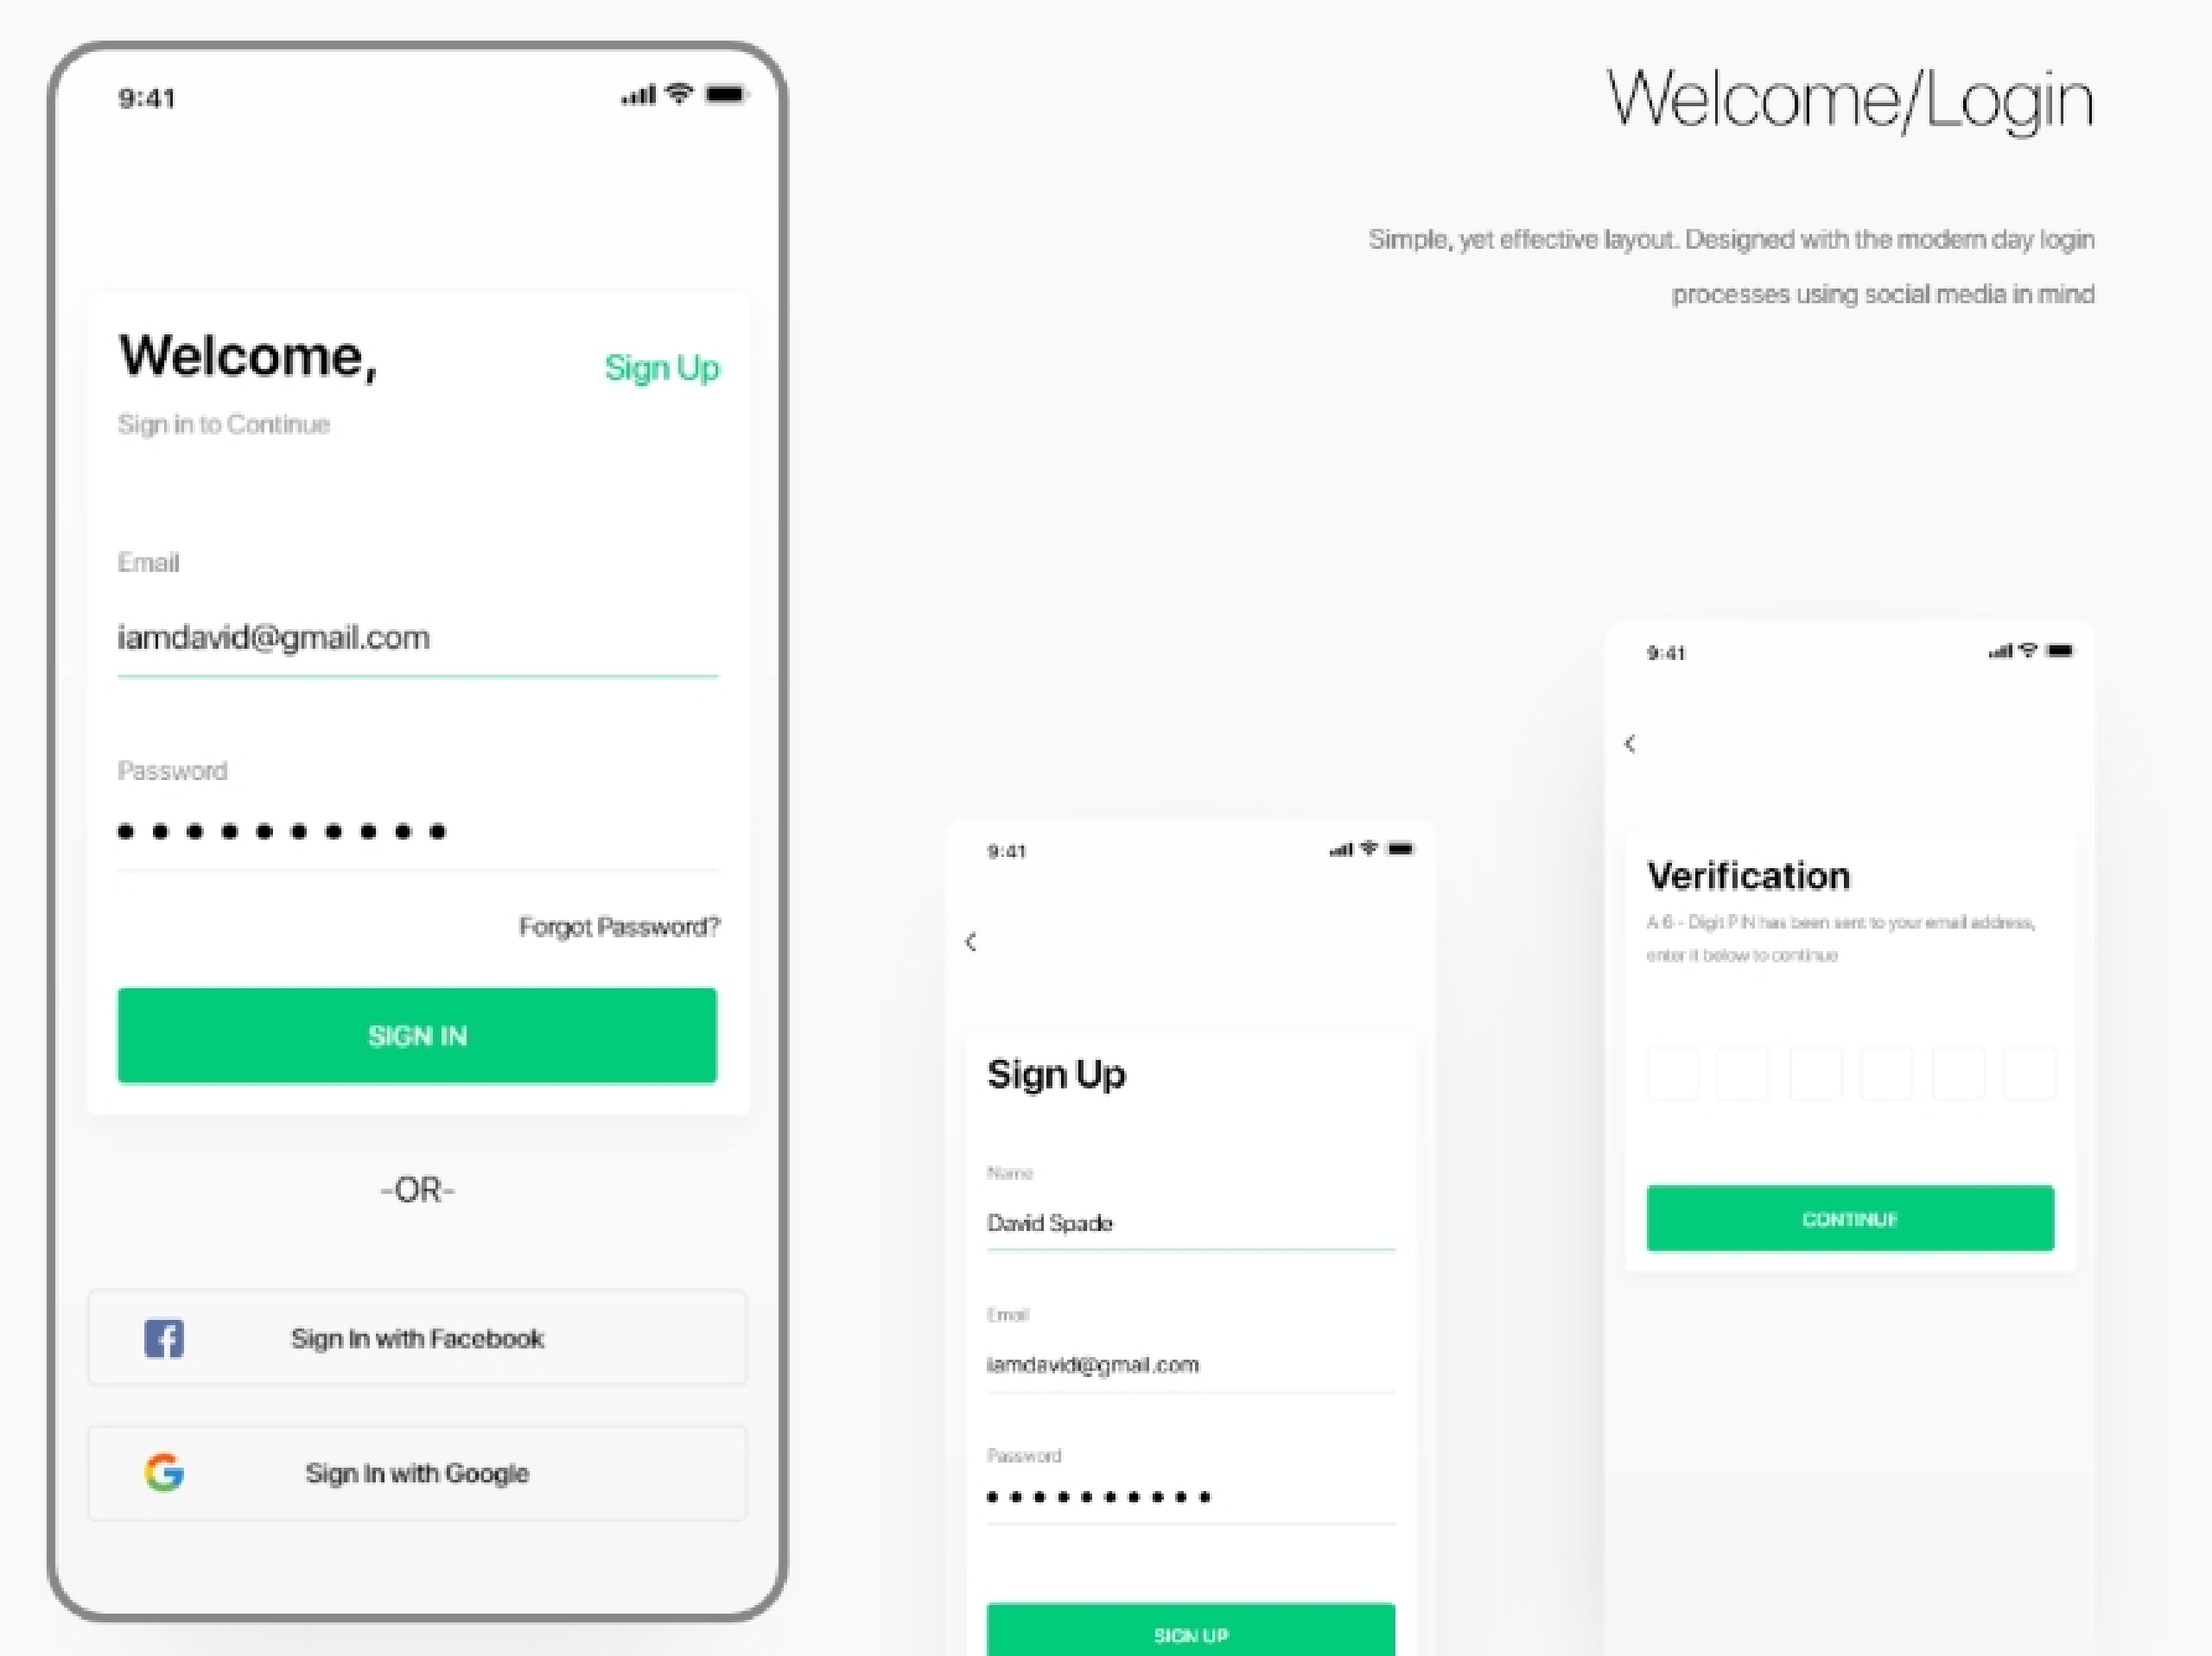 9:41
Welcome,
Sign Up
Sign in to Continue
Email
iamdavid@gmail.com
Password
Forgot Password?
SIGN IN
-OR-
Sign In with Facebook
Sign In with Google
Welcome/Login
Simple, yet effective layout. Designed with the modern day login
processes using social media in mind
9:41
Sign Up
Name
David Spade
Email
iamdavid@gmail.com
Password
SIGN UP
9:41
Verification
A 6 - Digit PIN has been sent to your email address,
enter it below to continue
CONTINUE